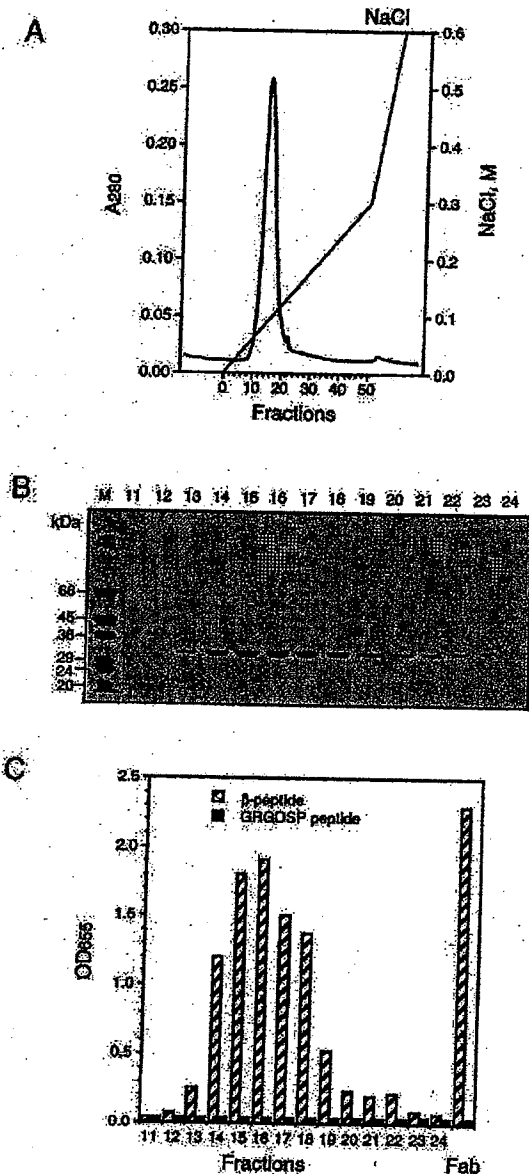 A
NaCl
0.30
0.25
0.20
0.15
0.10
0.05
0.00
A280
0.6
0.5
0.4
0.3
0.2
0.1
0.0
NaCl, M
0 10 20 30 40 50
Fractions
B
M 11 12 13 14 15 16 17 18 19 20 21 22 23 24
kDa
66
45
36
29
24
20
C
2.5
2.0
1.5
1.0
0.5
0.0
OD655
β-peptide
GRGDSP peptide
11 12 13 14 15 16 17 18 19 20 21 22 23 24
Fractions
Fab